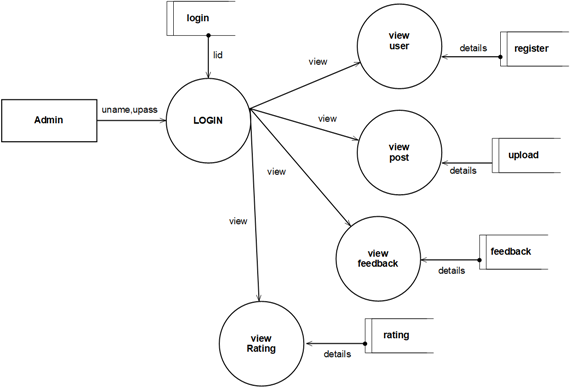 login
lid
Admin
uname,upass
LOGIN
view
view
user
details
register
view
view
post
details
upload
view
view
feedback
details
feedback
view
view
Rating
details
rating